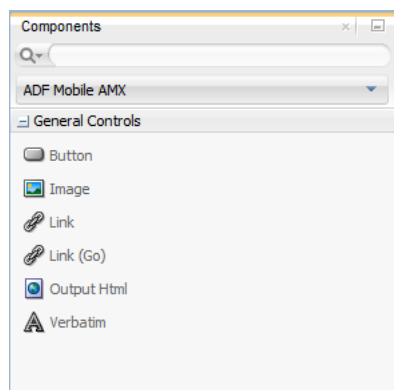 Components
ADF Mobile AMX
General Controls
Button
Image
Link
Link (Go)
Output Html
Verbatim